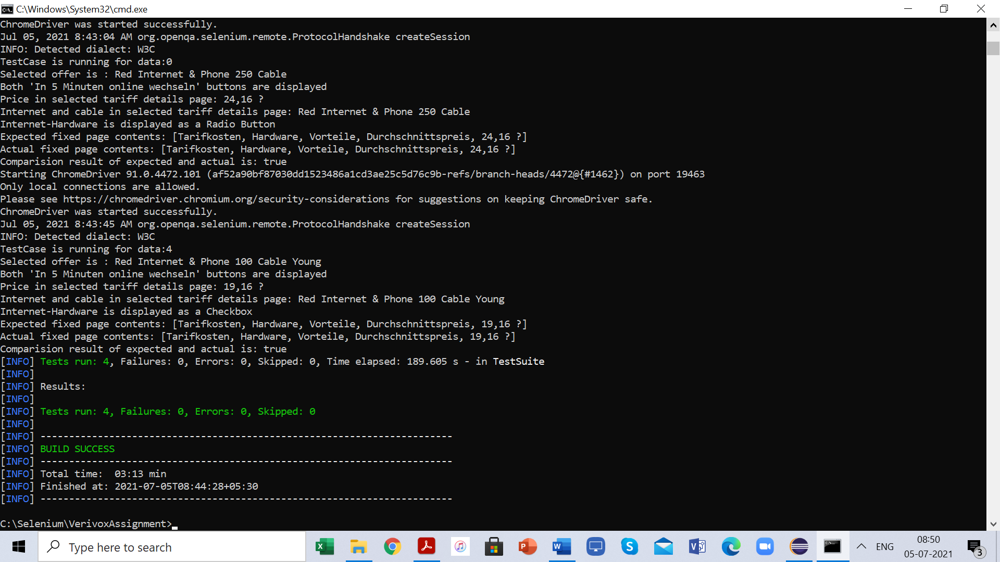 C:\Windows\System32\cmd.exe
ChromeDriver was started successfully.
Jul 05, 2021 8:43:04 AM org.openqa.selenium.remote.ProtocolHandshake createSession
INFO: Detected dialect: W3C
TestCase is running for data:0
Selected offer is : Red Internet & Phone 250 Cable
Both 'In 5 Minuten online wechseln' buttons are displayed
Price in selected tariff details page: 24,16 ?
Internet and cable in selected tariff details page: Red Internet & Phone 250 Cable
Internet-Hardware is displayed as a Radio Button
Expected fixed page contents: [Tarifkosten, Hardware, Vorteile, Durchschnittspreis, 24,16 ?]
Actual fixed page contents: [Tarifkosten, Hardware, Vorteile, Durchschnittspreis, 24,16 ?]
Comparision result of expected and actual is: true
Starting ChromeDriver 91.0.4472.101 (af52a90bf87030dd1523486a1cd3ae25c5d76c9b-refs/branch-heads/4472@{#1462}) on port 19463
Only local connections are allowed.
Please see https://chromedriver.chromium.org/security-considerations for suggestions on keeping ChromeDriver safe.
ChromeDriver was started successfully.
Jul 05, 2021 8:43:45 AM org.openqa.selenium.remote.ProtocolHandshake createSession
INFO: Detected dialect: W3C
TestCase is running for data:4
Selected offer is : Red Internet & Phone 100 Cable Young
Both 'In 5 Minuten online wechseln' buttons are displayed
Price in selected tariff details page: 19,16 ?
Internet and cable in selected tariff details page: Red Internet & Phone 100 Cable Young
Internet-Hardware is displayed as a Checkbox
Expected fixed page contents: [Tarifkosten, Hardware, Vorteile, Durchschnittspreis, 19,16 ?]
Actual fixed page contents: [Tarifkosten, Hardware, Vorteile, Durchschnittspreis, 19,16 ?]
Comparision result of expected and actual is: true
[INFO] Tests run: 4, Failures: 0, Errors: 0, Skipped: 0, Time elapsed: 189.605 s - in TestSuite
[INFO]
[INFO] Results:
[INFO]
[INFO] Tests run: 4, Failures: 0, Errors: 0, Skipped: 0
[INFO]
[INFO] ------------------------------------------------------------------------
[INFO] BUILD SUCCESS
[INFO] ------------------------------------------------------------------------
[INFO] Total time:  03:13 min
[INFO] Finished at: 2021-07-05T08:44:28+05:30
[INFO] ------------------------------------------------------------------------
C:\Selenium\VerivoxAssignment>
Type here to search
ENG
08:50
05-07-2021
3